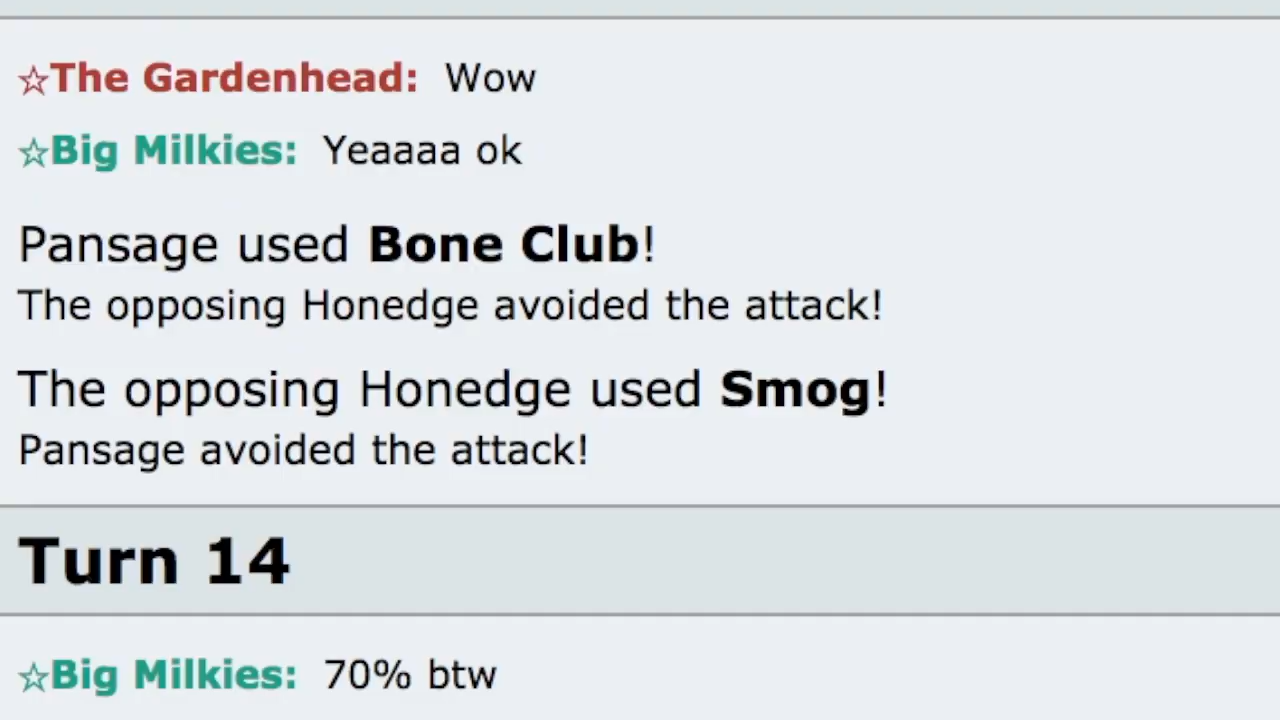 ☆The Gardenhead: Wow
☆Big Milkies: Yeaaaa ok
Pansage used Bone Club!
The opposing Honedge avoided the attack!
The opposing Honedge used Smog!
Pansage avoided the attack!
Turn 14
☆Big Milkies: 70% btw